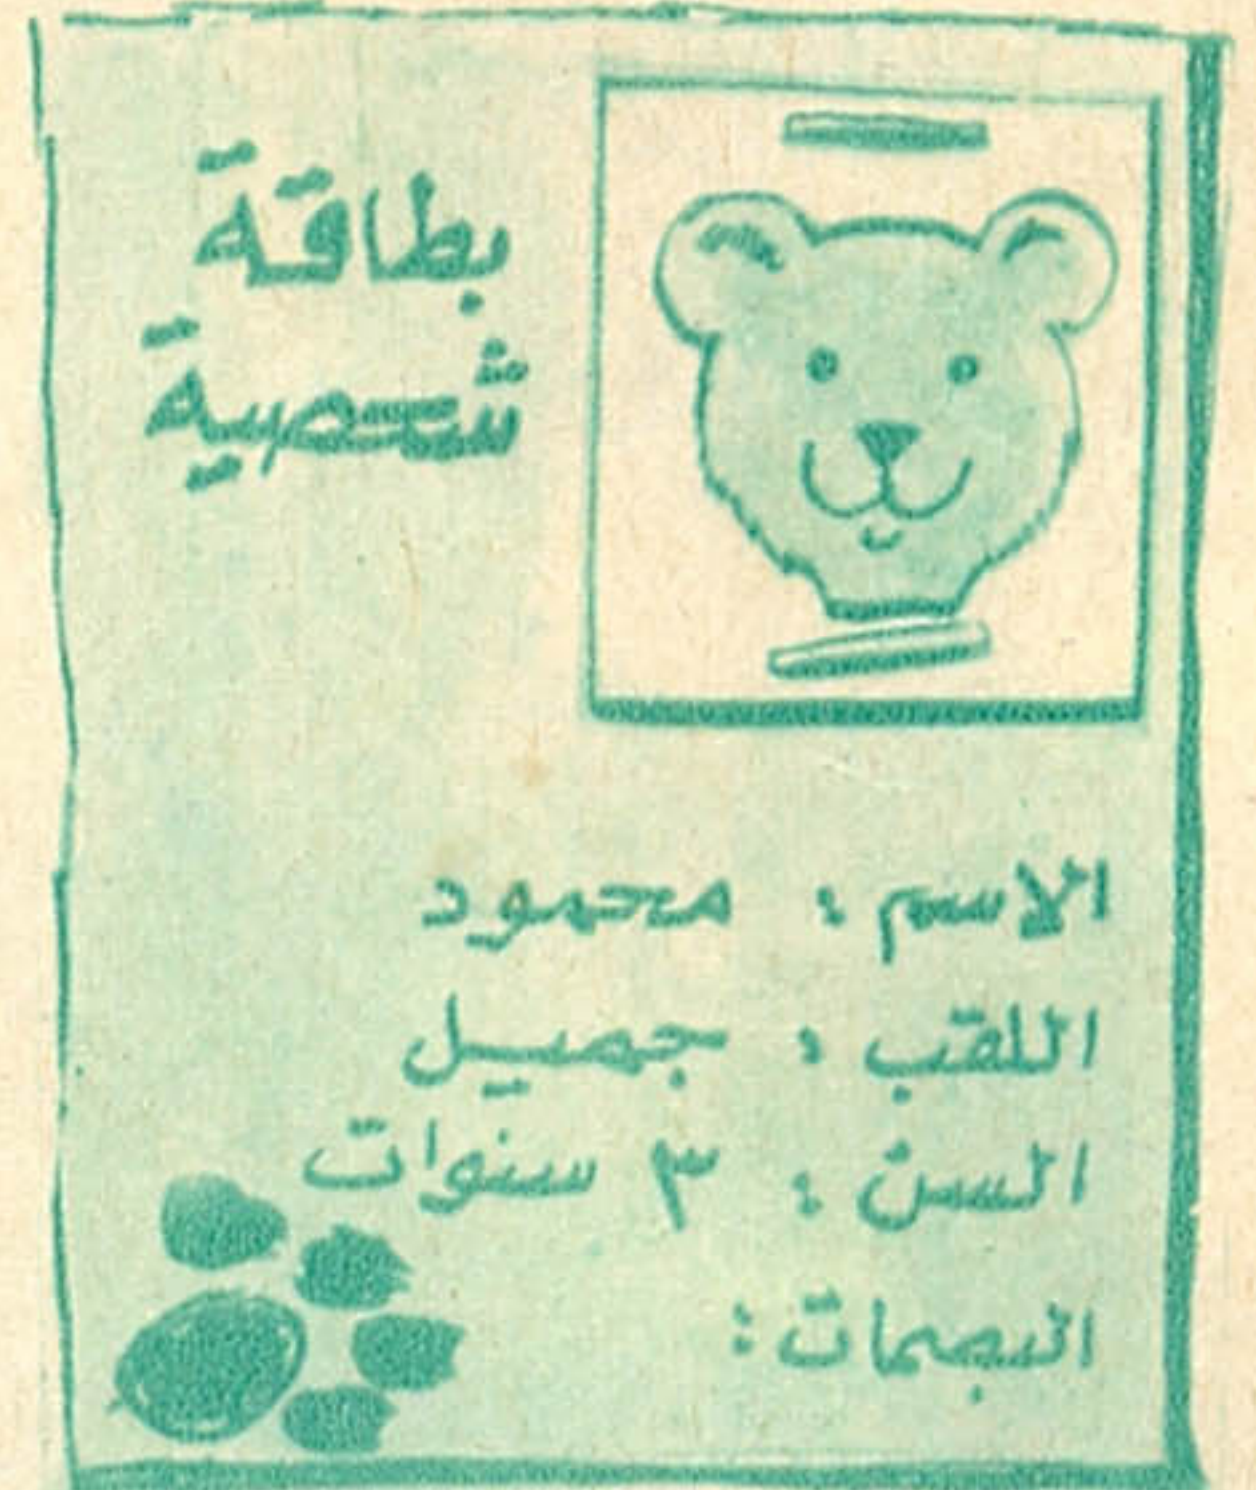 بطاقة
شخصية
الاسم : محمود
اللقب : جميل
السن : ٣ سنوات
البصمات :